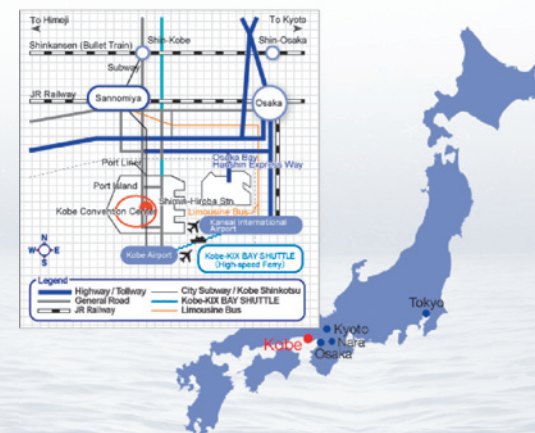 To Himeji
To Kyoto
Shin-Kobe
Shin-Osaka
Shinkansen (Bullet Train)
Subway
JR Railway
Sannomiya
Osaka
Port Liner
Osaka Bay
Hanshin Express Way
Port Island
Shimin-Hiroba Stn.
Kobe Convention Center
Limousine Bus
Kansai International
Airport
N
W
E
S
Kobe Airport
Kobe-KIX BAY SHUTTLE
(High-speed Ferry)
Legend
Highway / Tollway
City Subway / Kobe Shinkotsu
General Road
Kobe-KIX BAY SHUTTLE
JR Railway
Limousine Bus
Tokyo
Kyoto
Kobe
Nara
Osaka